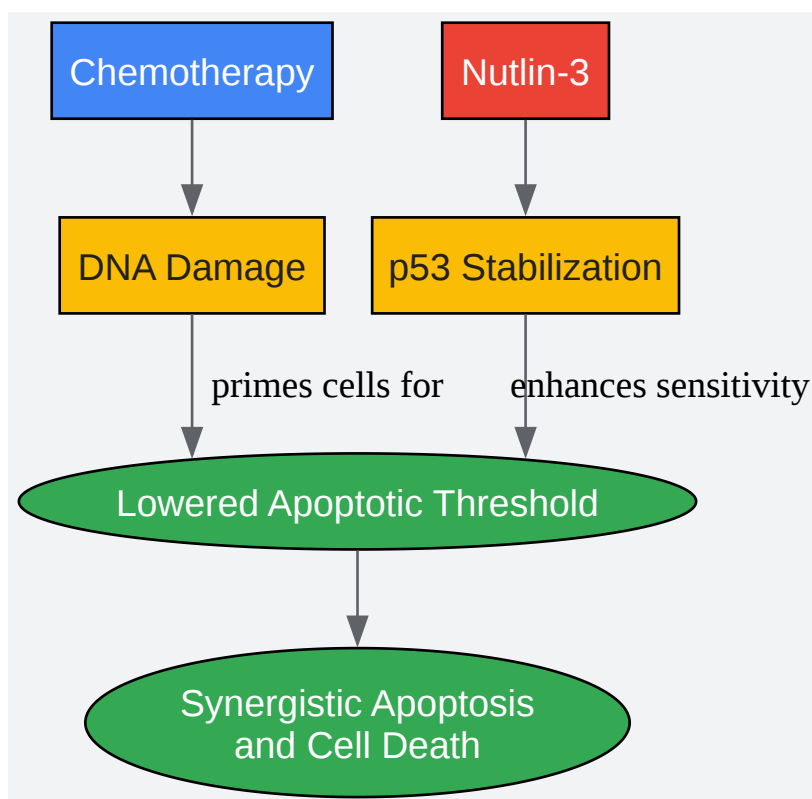 Chemotherapy
Nutlin-3
DNA Damage
p53 Stabilization
primes cells for
enhances sensitivity
Lowered Apoptotic Threshold
Synergistic Apoptosis
and Cell Death